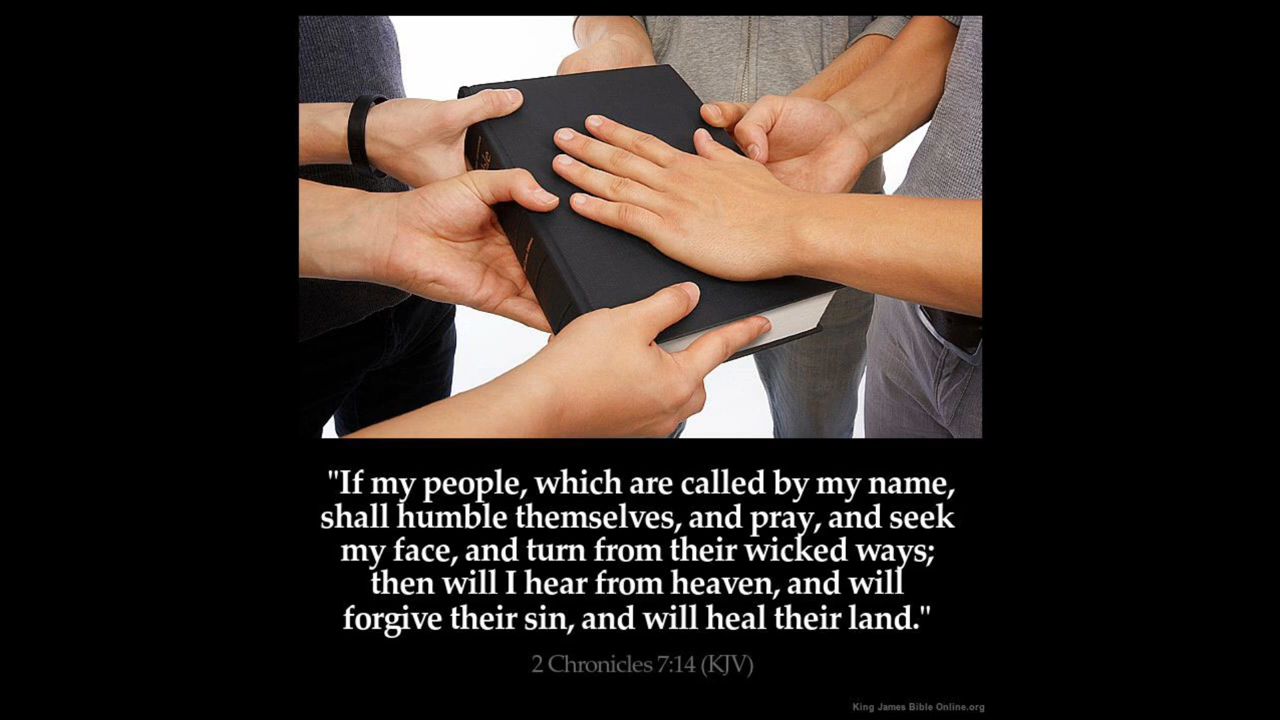 "If my people, which are called by my name,
shall humble themselves, and pray, and seek
my face, and turn from their wicked ways;
then will I hear from heaven, and will
forgive their sin, and will heal their land."
2 Chronicles 7:14 (KJV)
King James Bible Online.org